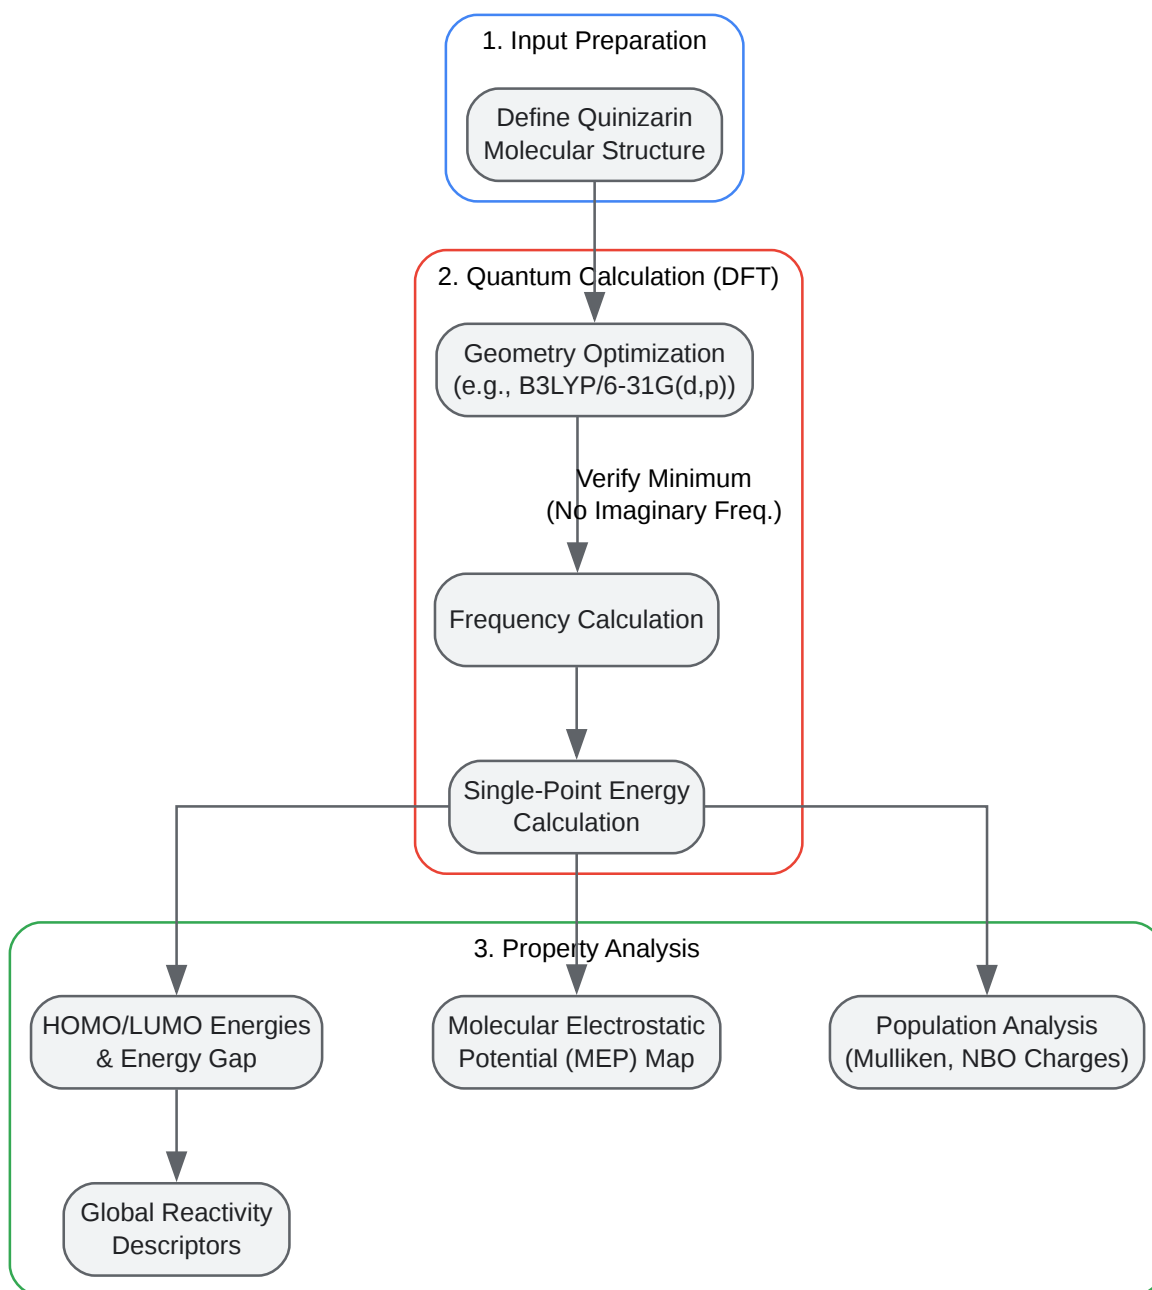 1. Input Preparation
Define Quinizarin
Molecular Structure
2. Quantum Calculation (DFT)
Geometry Optimization
(e.g., B3LYP/6-31G(d,p))
Verify Minimum
(No Imaginary Freq.)
Frequency Calculation
Single-Point Energy
Calculation
3. Property Analysis
HOMO/LUMO Energies
& Energy Gap
Molecular Electrostatic
Potential (MEP) Map
Population Analysis
(Mulliken, NBO Charges)
Global Reactivity
Descriptors